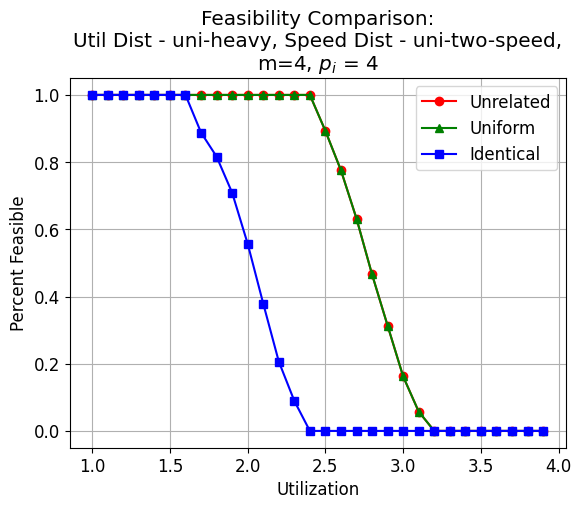 Feasibility Comparison:
Util Dist - uni-heavy, Speed Dist - uni-two-speed,
m=4, $p_i$ = 4
Unrelated
Uniform
Identical
Percent Feasible
1.0
0.8
0.6
0.4
0.2
0.0
1.0 1.5 2.0 2.5 3.0 3.5 4.0
Utilization